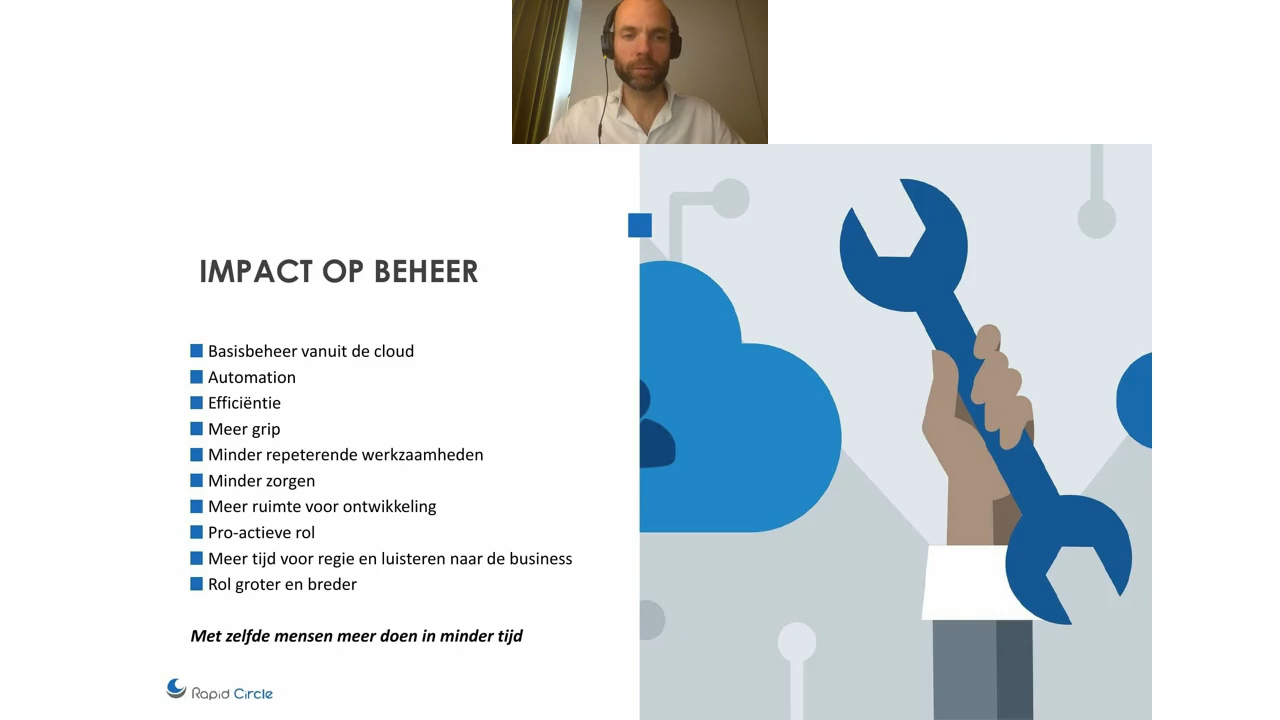 IMPACT OP BEHEER
Basisbeheer vanuit de cloud
Automation
Efficiëntie
Meer grip
Minder repeterende werkzaamheden
Minder zorgen
Meer ruimte voor ontwikkeling
Pro-actieve rol
Meer tijd voor regie en luisteren naar de business
Rol groter en breder
Met zelfde mensen meer doen in minder tijd
Rapid Circle